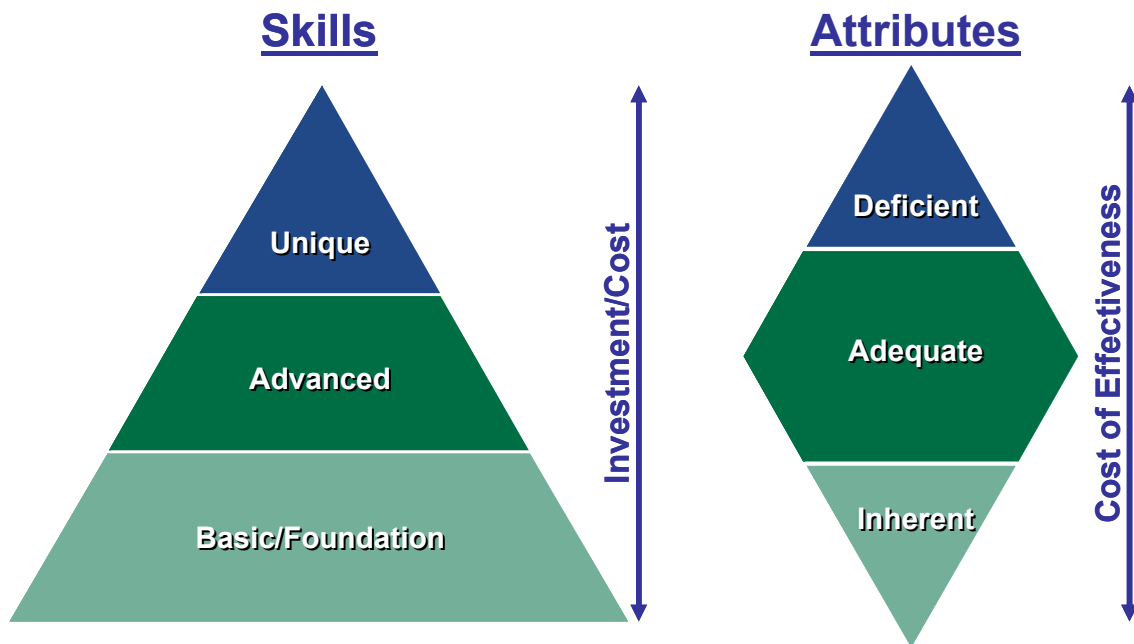 Skills
Unique
Advanced
Basic/Foundation
Investment/Cost
Attributes
Deficient
Adequate
Inherent
Cost of Effectiveness